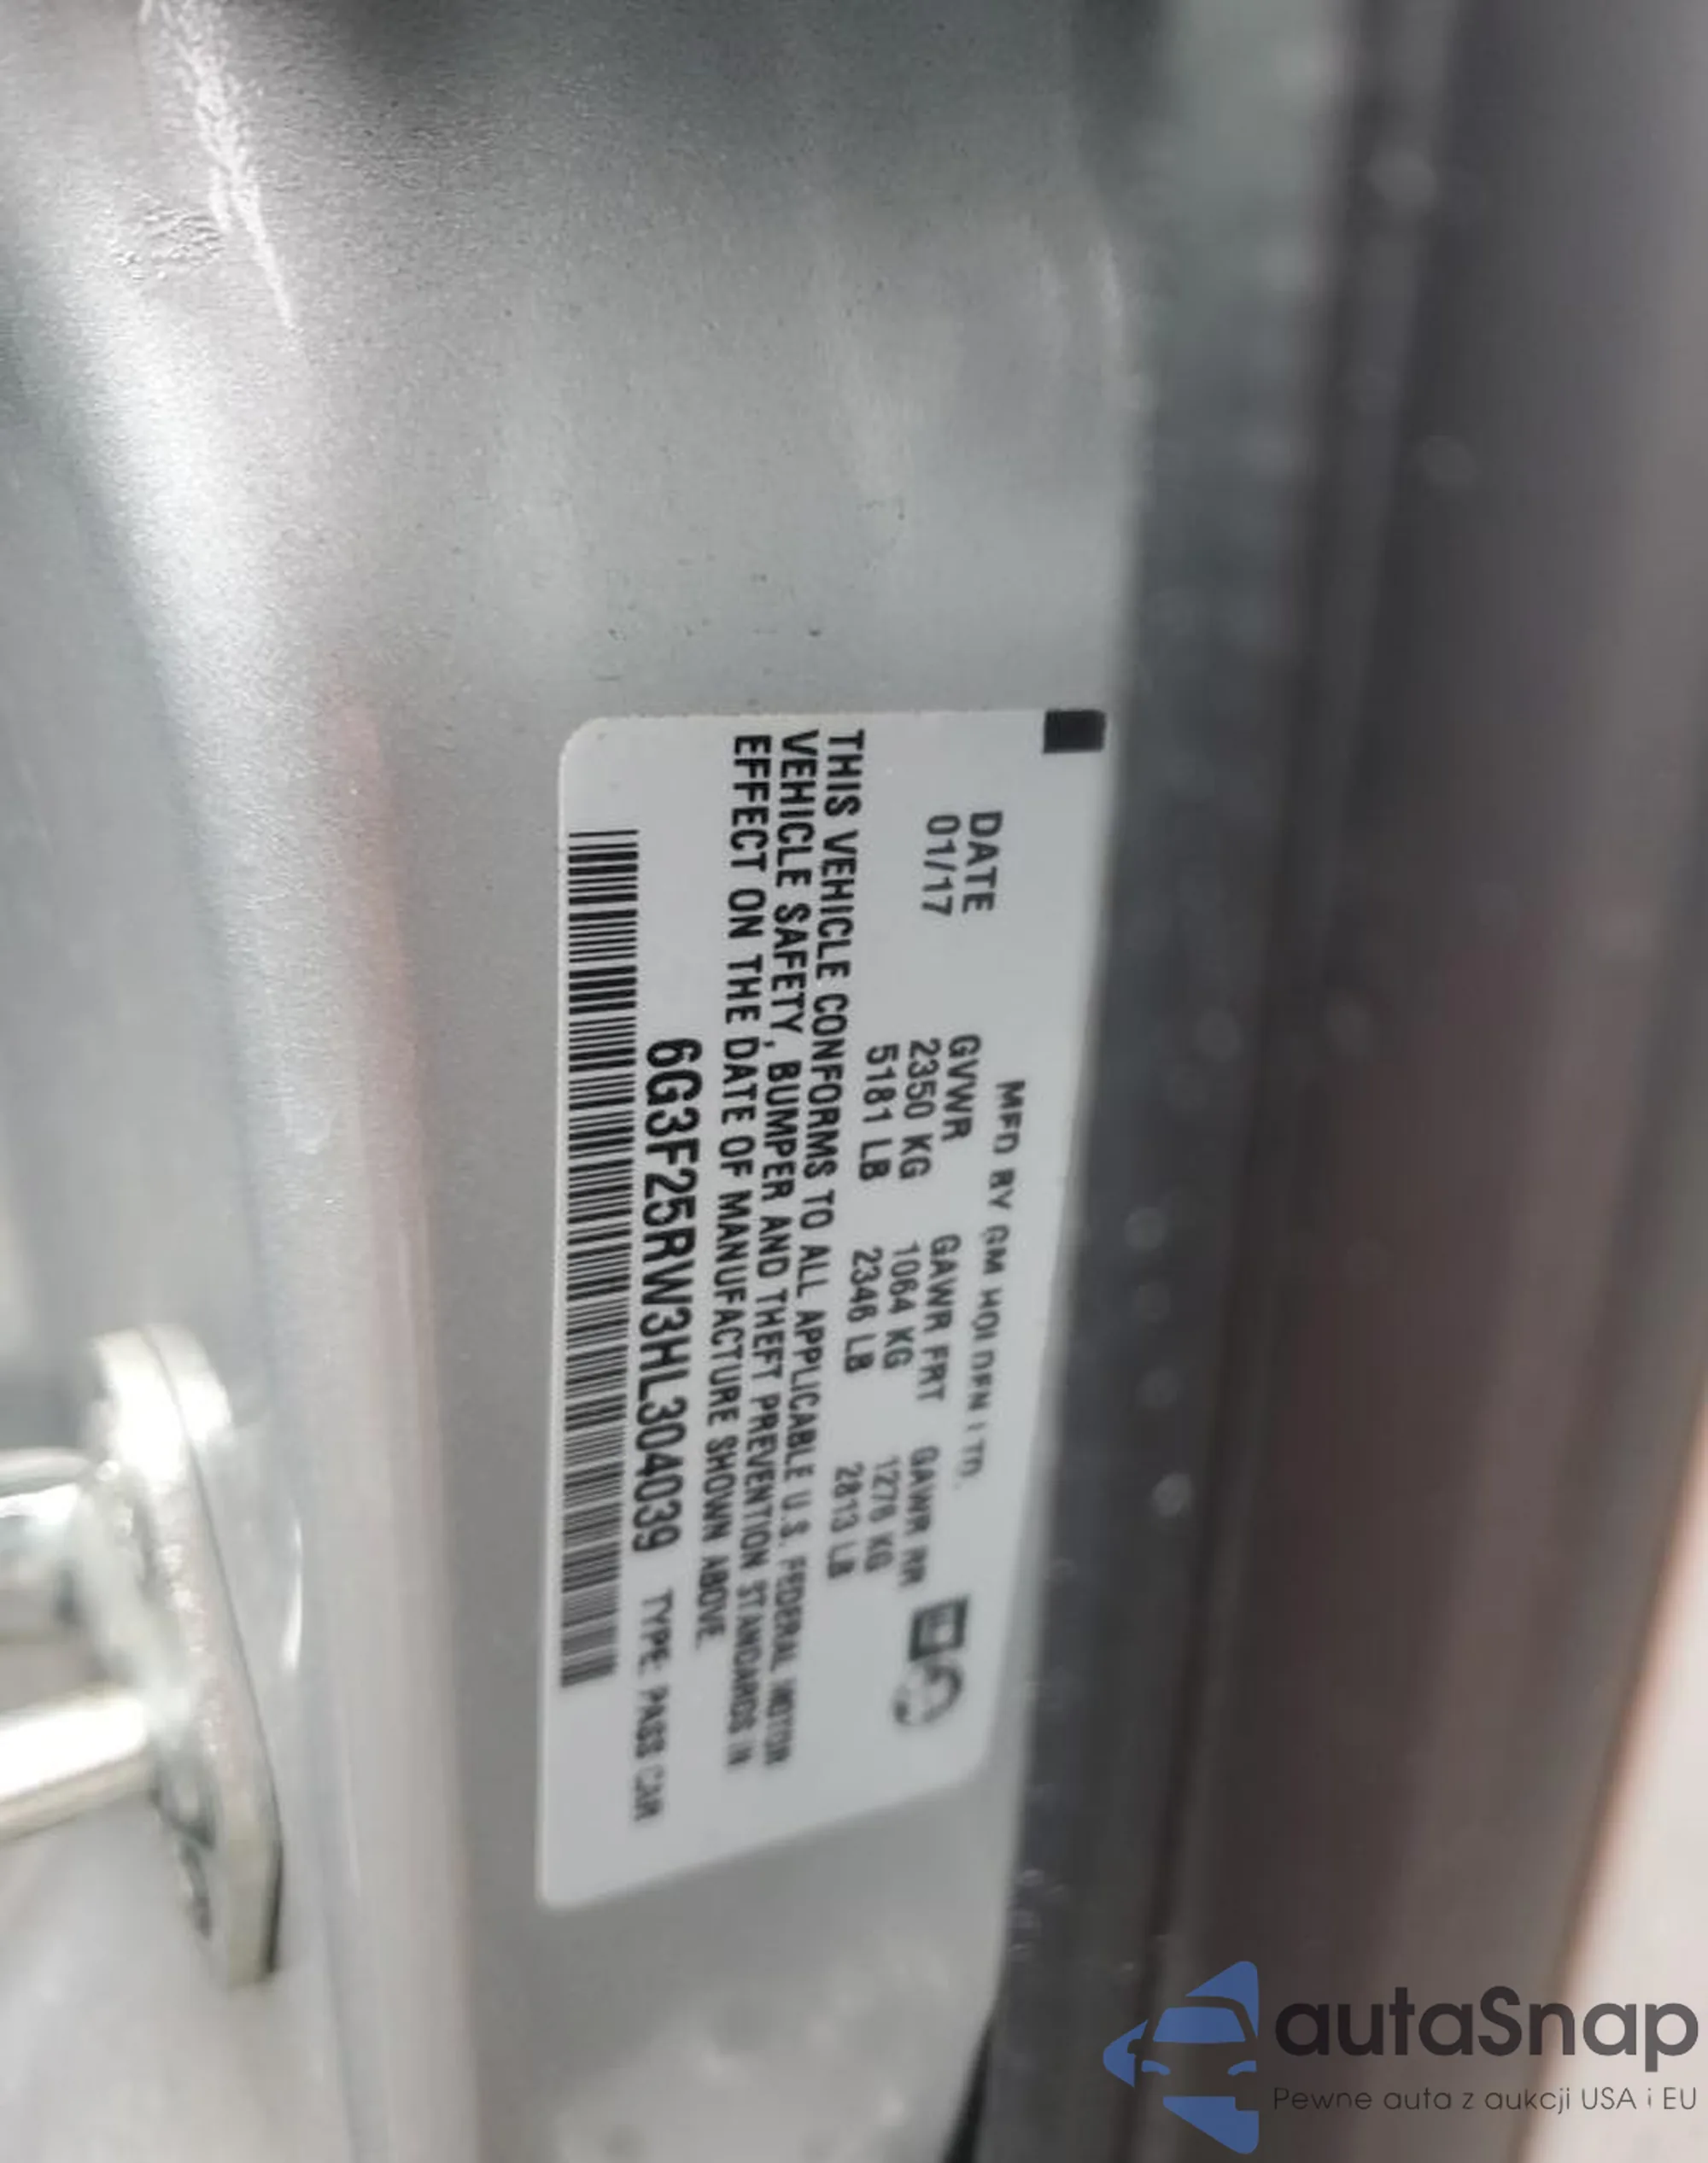 MFD BY GM HOLDEN LTD.
DATE GVWR GAWR FRT GAWR RR
01/17 2350 KG 1064 KG 1276 KG
5181 LB 2346 LB 2813 LB
THIS VEHICLE CONFORMS TO ALL APPLICABLE U.S. FEDERAL MOTOR
VEHICLE SAFETY, BUMPER AND THEFT PREVENTION STANDARDS IN
EFFECT ON THE DATE OF MANUFACTURE SHOWN ABOVE.
6G3F25RW3HL304039 TYPE: PASS CAR
autaSnap
Pewne auta z aukcji USA i EU